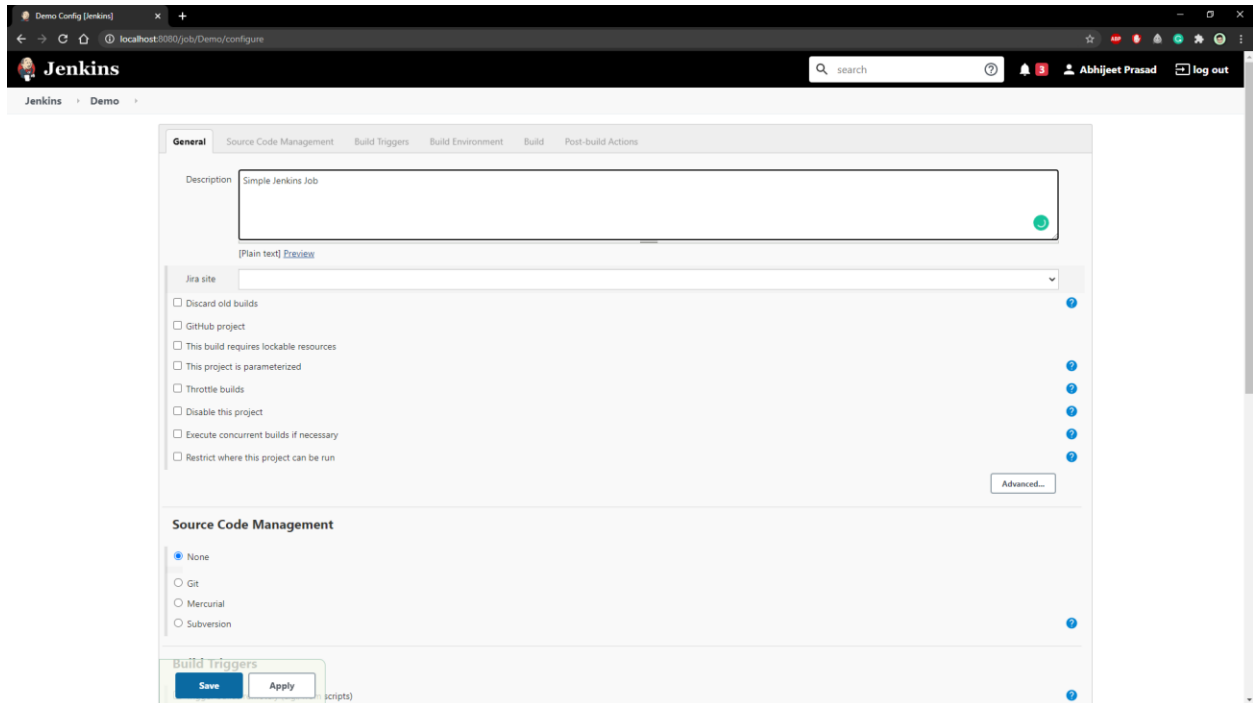 Demo Config [Jenkins]
localhost:8080/job/Demo/configure
ABP
Jenkins
search
3
Abhijeet Prasad
log out
Jenkins
Demo
General
Source Code Management
Build Triggers
Build Environment
Build
Post-build Actions
Description
Simple Jenkins Job
[Plain text] Preview
Jira site
Discard old builds
GitHub project
This build requires lockable resources
This project is parameterized
Throttle builds
Disable this project
Execute concurrent builds if necessary
Restrict where this project can be run
Advanced...
Source Code Management
None
Git
Mercurial
Subversion
Build Triggers
Save
Apply
scripts)